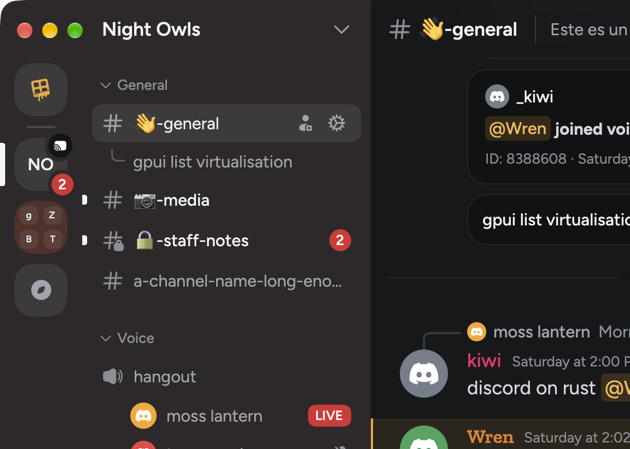 Night Owls
General
👋-general
gpui list virtualisation
📷-media
NO
2
g Z
B T
🔒-staff-notes
2
a-channel-name-long-eno...
Voice
hangout
moss lantern
LIVE
# 👋-general
Este es un
_kiwi
@Wren joined voi
ID: 8388608 · Saturday
gpui list virtualisatio
moss lantern Morn
kiwi Saturday at 2:00 P
discord on rust @W
Wren Saturday at 2:02